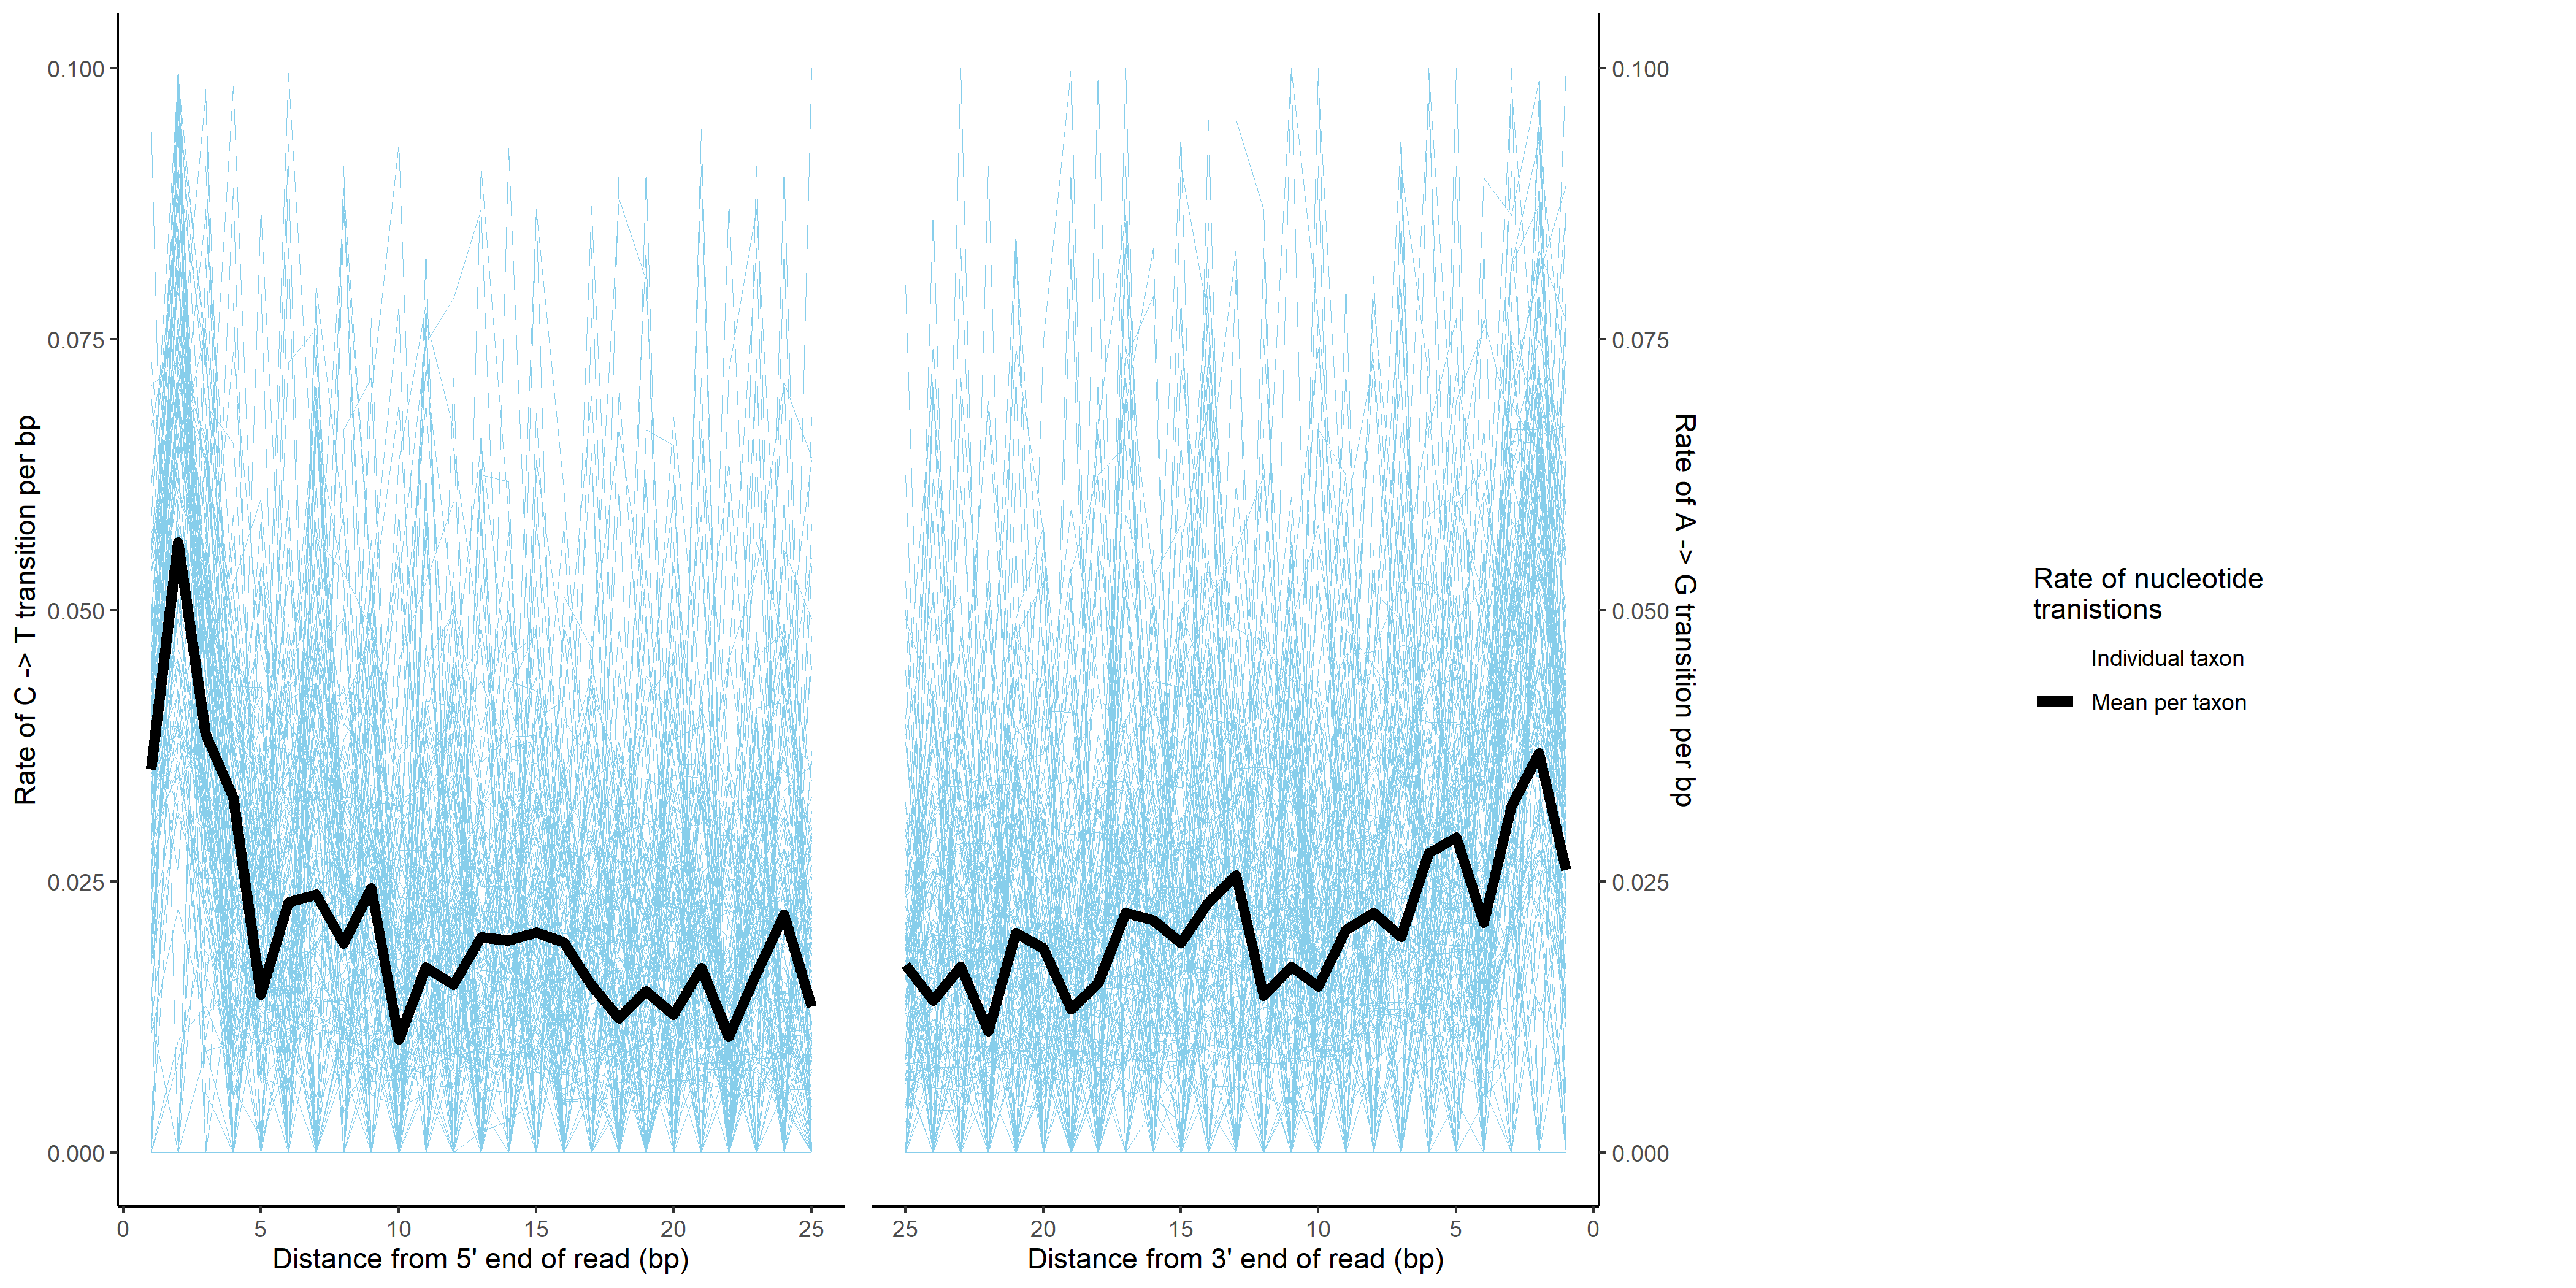 Rate of C -> T transition per bp
0.100
0.075
0.050
0.025
0.000
0 5 10 15 20 25
Distance from 5' end of read (bp)
25 20 15 10 5 0
Distance from 3' end of read (bp)
0.100
0.075
0.050
0.025
0.000
Rate of A -> G transition per bp
Rate of nucleotide
tranistions
Individual taxon
Mean per taxon